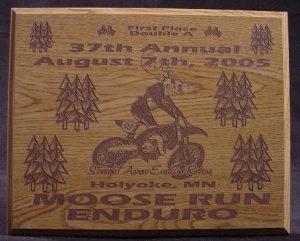 First Place
Double A
37th Annual
August 7th, 2005
Holyoke, MN
MOOSE RUN
ENDURO